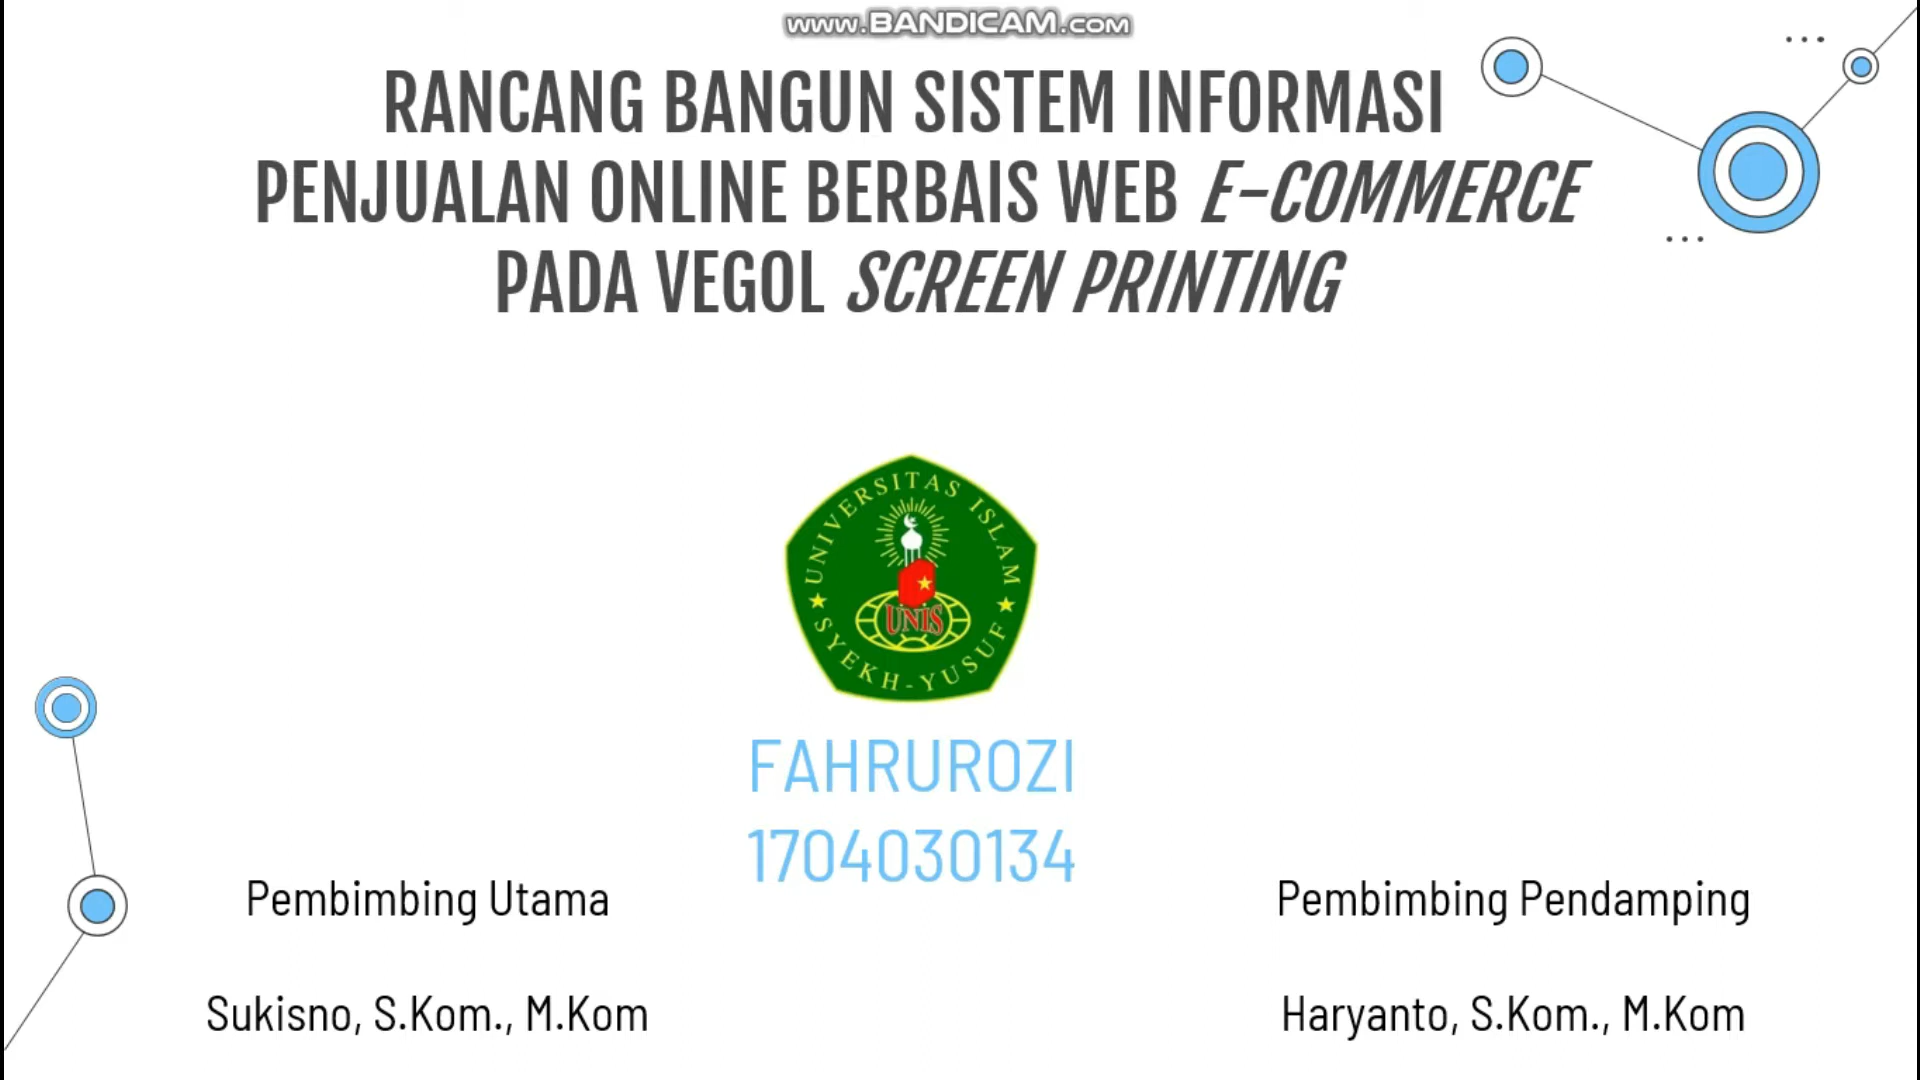 www.BANDICAM.com
RANCANG BANGUN SISTEM INFORMASI
PENJUALAN ONLINE BERBAIS WEB E-COMMERCE
PADA VEGOL SCREEN PRINTING
UNIVERSITAS ISLAM
UNIS
SYEKH-YUSUF
FAHRUROZI
1704030134
Pembimbing Utama
Pembimbing Pendamping
Sukisno, S.Kom., M.Kom
Haryanto, S.Kom., M.Kom